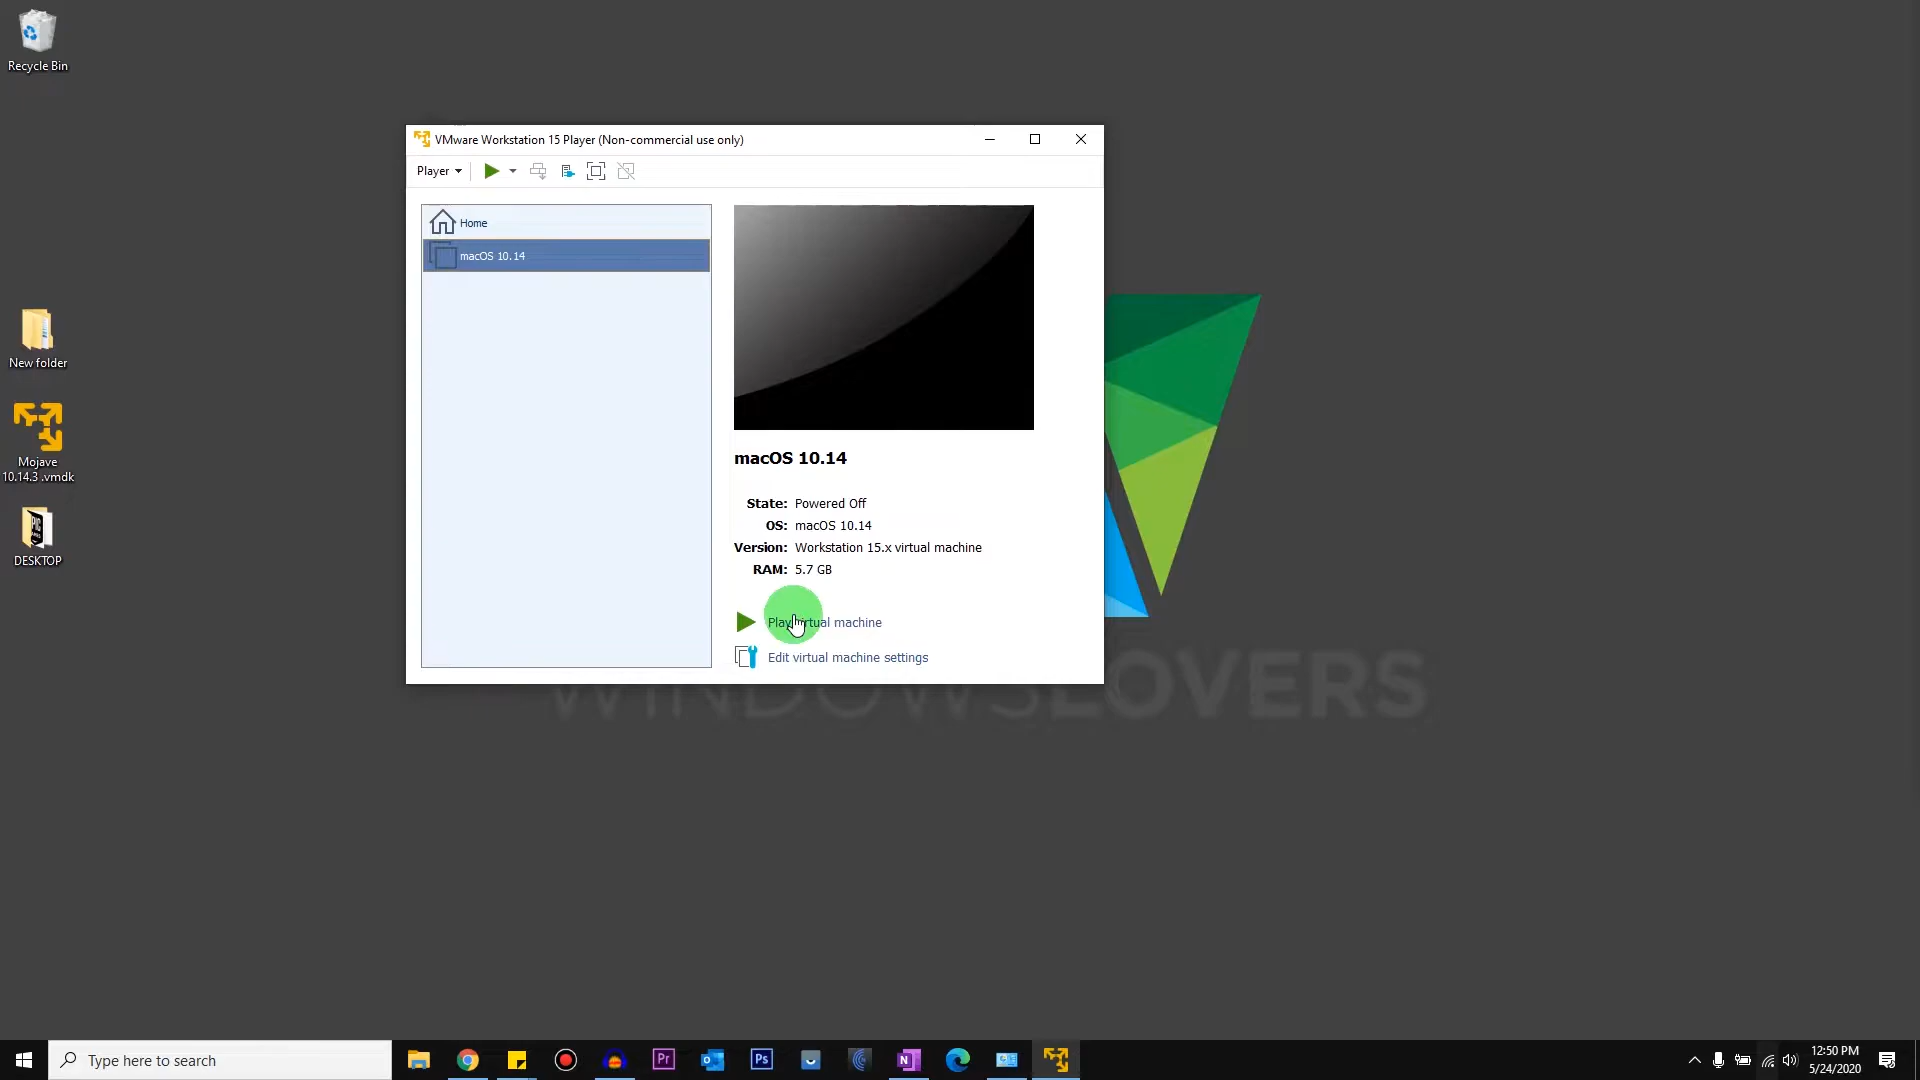 Recycle Bin
New folder
Mojave
10.14.3 .vmdk
DESKTOP
VMware Workstation 15 Player (Non-commercial use only)
Player
Home
macOS 10.14
macOS 10.14
State: Powered Off
OS: macOS 10.14
Version: Workstation 15.x virtual machine
RAM: 5.7 GB
Play virtual machine
Edit virtual machine settings
WINDOWSLOVERS
Type here to search
Pr
Ps
12:50 PM
5/24/2020